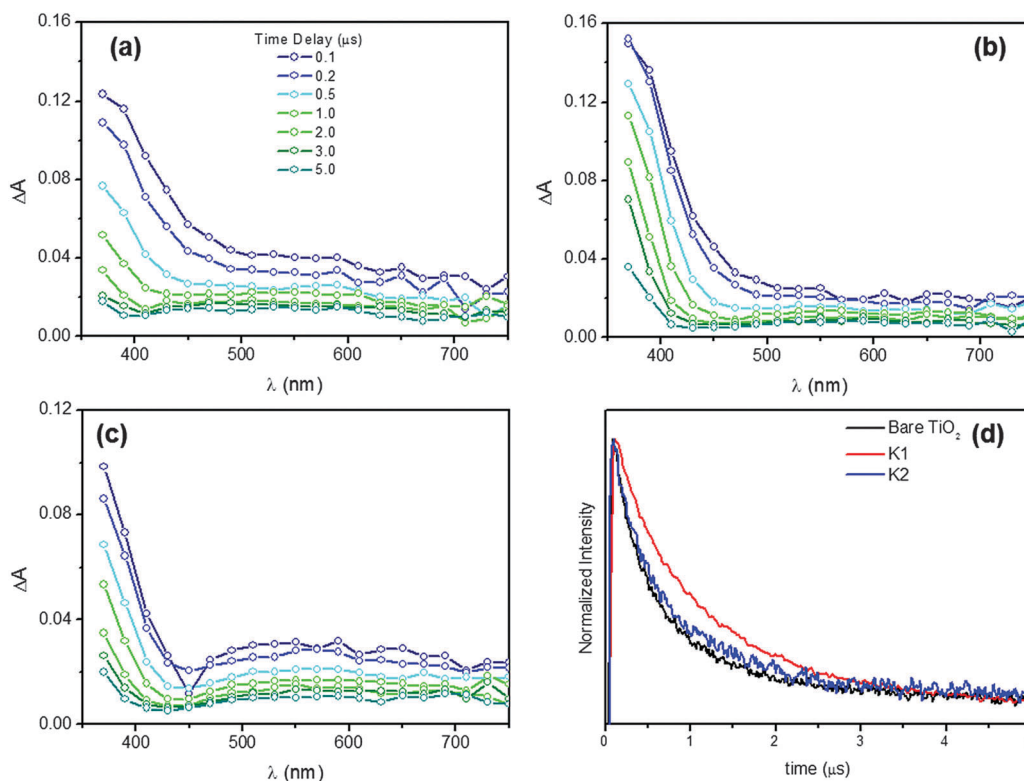 (a)
0.16
0.12
0.08
0.04
0.00
ΔA
Time Delay (μs)
0.1
0.2
0.5
1.0
2.0
3.0
5.0
400
500
600
700
λ (nm)
(b)
0.16
0.12
0.08
0.04
0.00
ΔA
400
500
600
700
λ (nm)
(c)
0.12
0.08
0.04
0.00
ΔA
400
500
600
700
λ (nm)
(d)
Bare TiO₂
K1
K2
Normalized Intensity
0
1
2
3
4
time (μs)